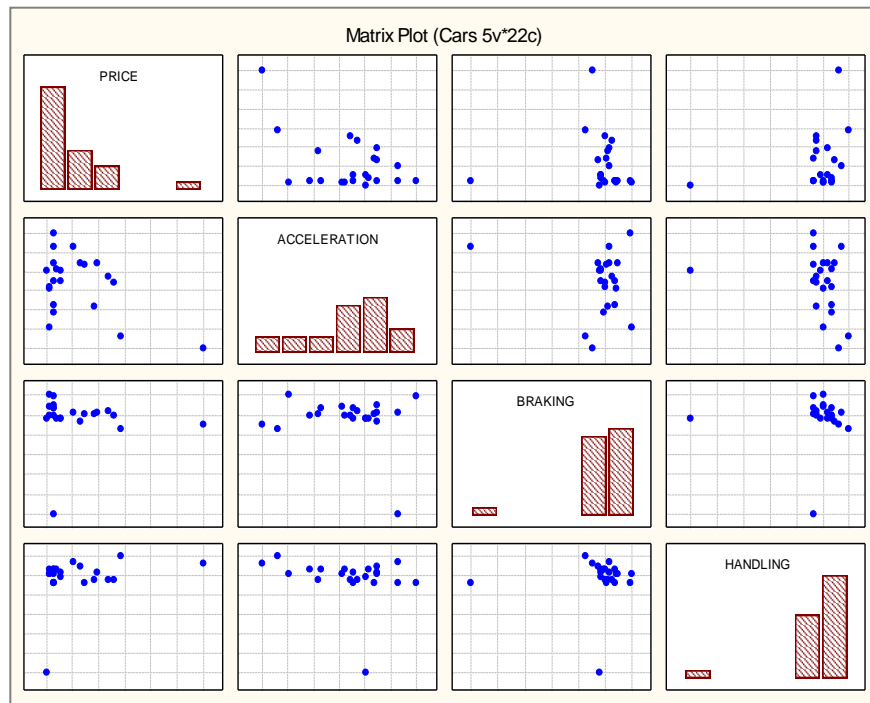 Matrix Plot (Cars 5v*22c)
PRICE
ACCELERATION
BRAKING
HANDLING